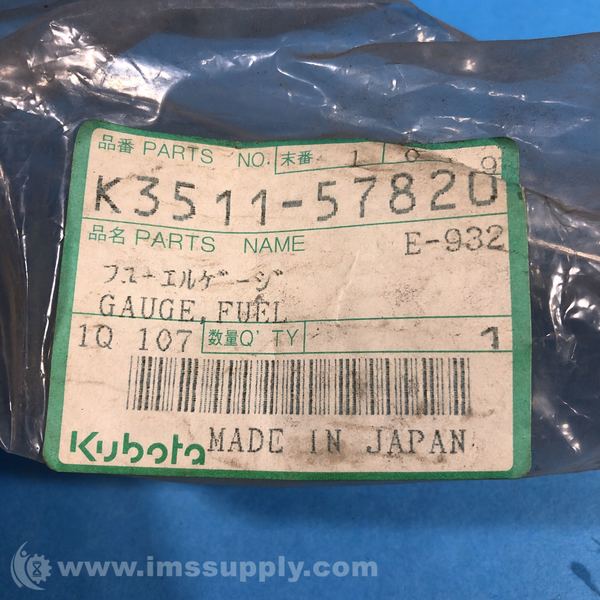 品番 PARTS NO. 末番 1 8 9
K3511-57820
品名 PARTS NAME E-932
フューエルゲージ
GAUGE, FUEL
1Q 107 数量Q'TY 1
Kubota MADE IN JAPAN
www.imssupply.com